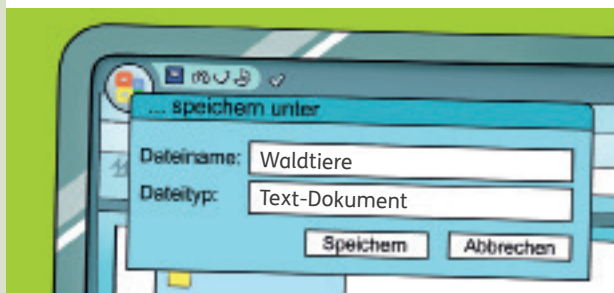 ... speichern unter
Dateiname: Waldtiere
Dateityp: Text-Dokument
Speichern Abbrechen